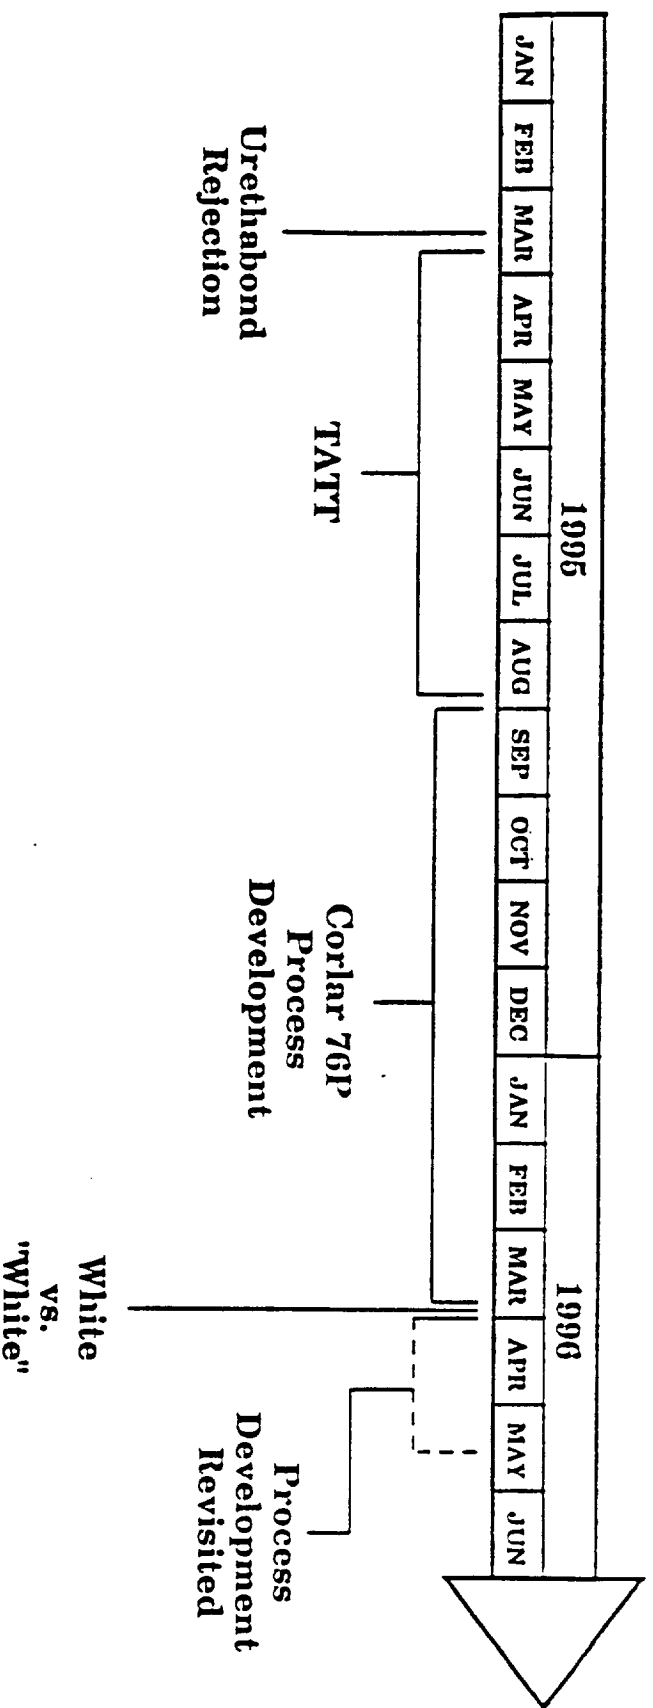 1995
1996
JAN
FEB
MAR
APR
MAY
JUN
JUL
AUG
SEP
OCT
NOV
DEC
JAN
FEB
MAR
APR
MAY
JUN
Urethabond
Rejection
TATT
Corlar 76P
Process
Development
White
vs.
"White"
Process
Development
Revisited